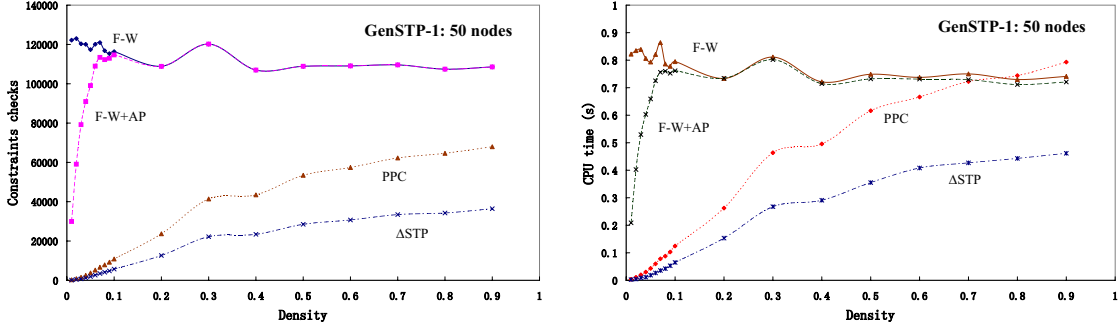 GenSTP-1: 50 nodes
140000
120000
100000
80000
60000
40000
20000
0
Constraints checks
F-W
F-W+AP
PPC
ΔSTP
0 0.1 0.2 0.3 0.4 0.5 0.6 0.7 0.8 0.9 1
Density
GenSTP-1: 50 nodes
1
0.9
0.8
0.7
0.6
0.5
0.4
0.3
0.2
0.1
0
CPU time (s)
F-W
F-W+AP
PPC
ΔSTP
0 0.1 0.2 0.3 0.4 0.5 0.6 0.7 0.8 0.9 1
Density